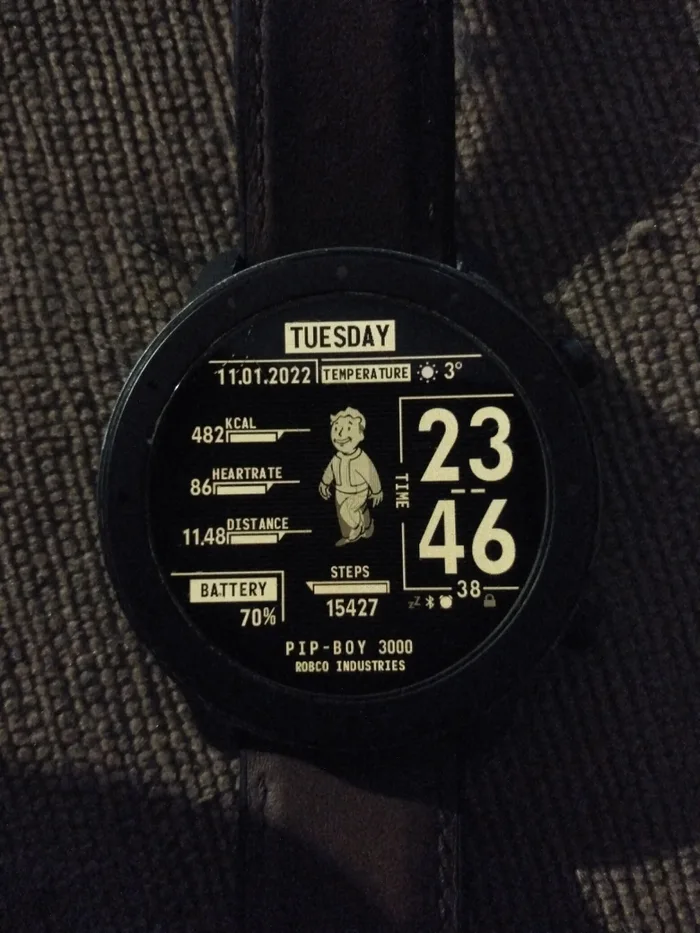 TUESDAY
11.01.2022 TEMPERATURE 3°
KCAL
482
HEARTRATE
86
DISTANCE
11.48
BATTERY
70%
STEPS
15427
TIME
23
46
38
zZ
PIP-BOY 3000
ROBCO INDUSTRIES